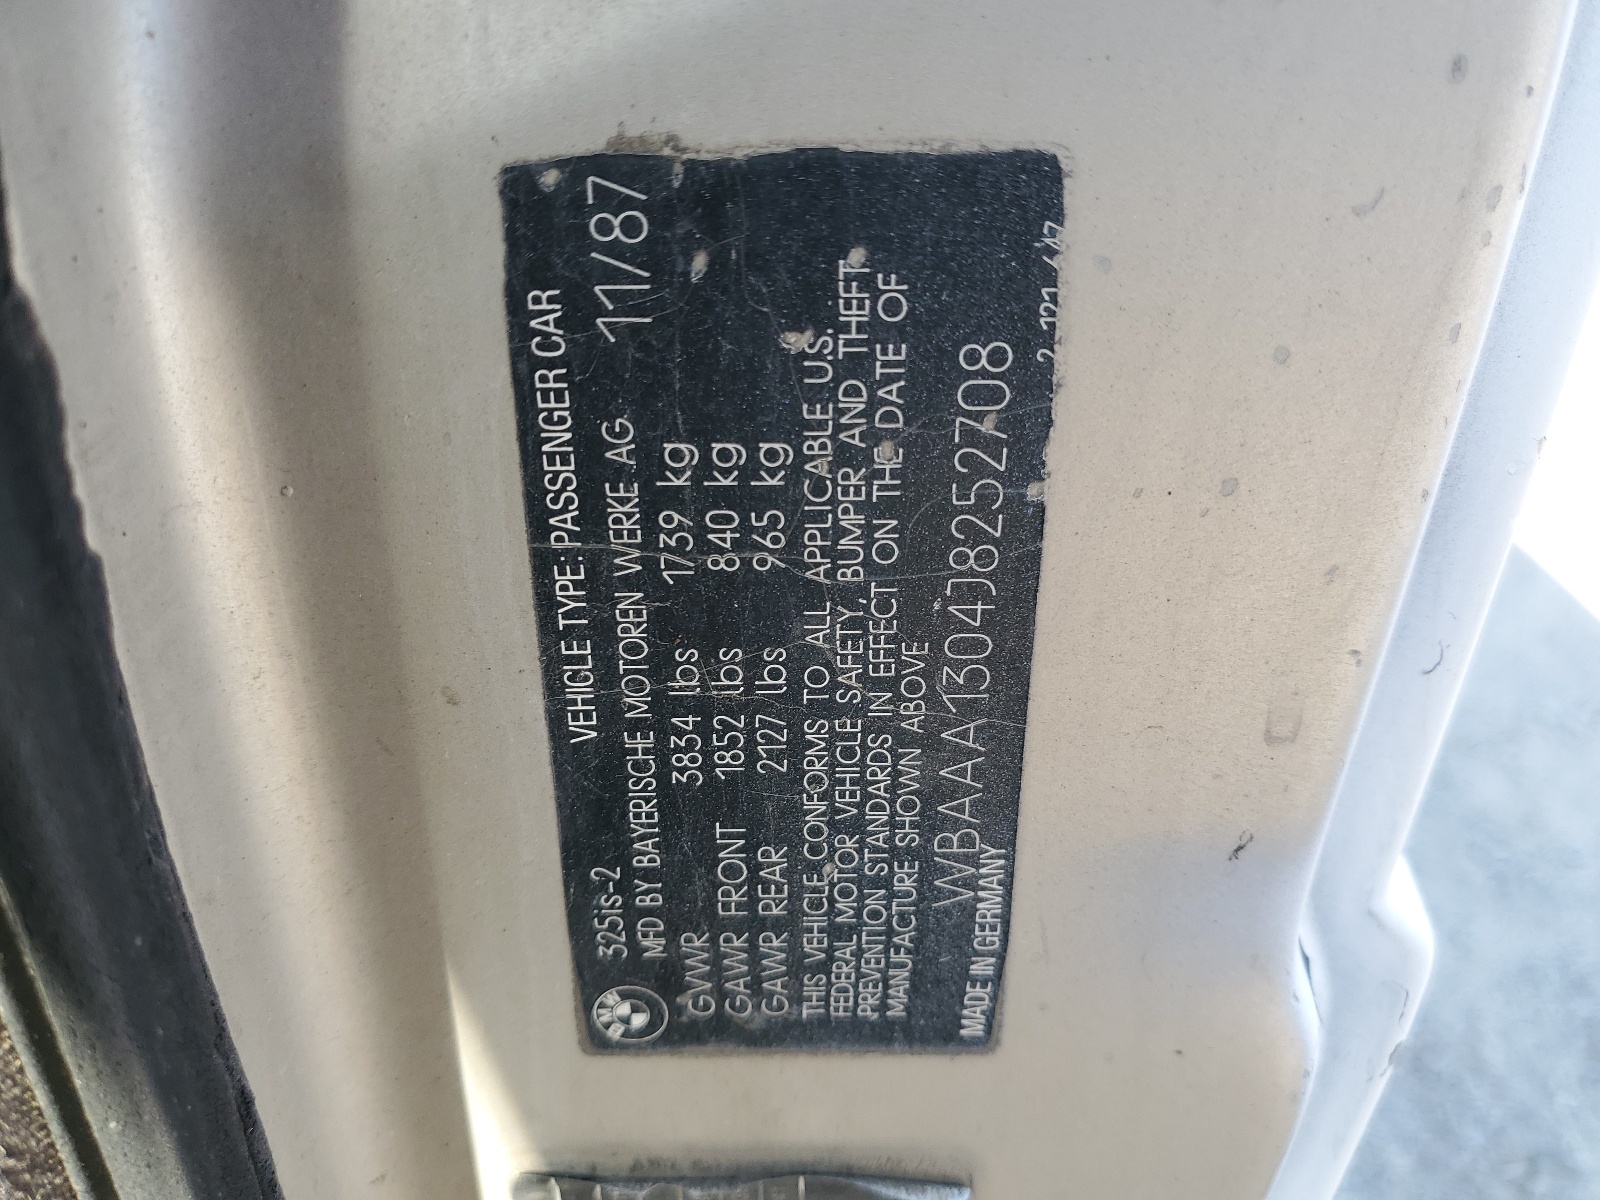 BMW
325is-2 VEHICLE TYPE: PASSENGER CAR
MFD BY BAYERISCHE MOTOREN WERKE AG 11/87
GVWR 3834 lbs 1739 kg
GAWR FRONT 1852 lbs 840 kg
GAWR REAR 2127 lbs 965 kg
THIS VEHICLE CONFORMS TO ALL APPLICABLE U.S.
FEDERAL MOTOR VEHICLE SAFETY, BUMPER AND THEFT
PREVENTION STANDARDS IN EFFECT ON THE DATE OF
MANUFACTURE SHOWN ABOVE
WBAAA1304J8252708
MADE IN GERMANY